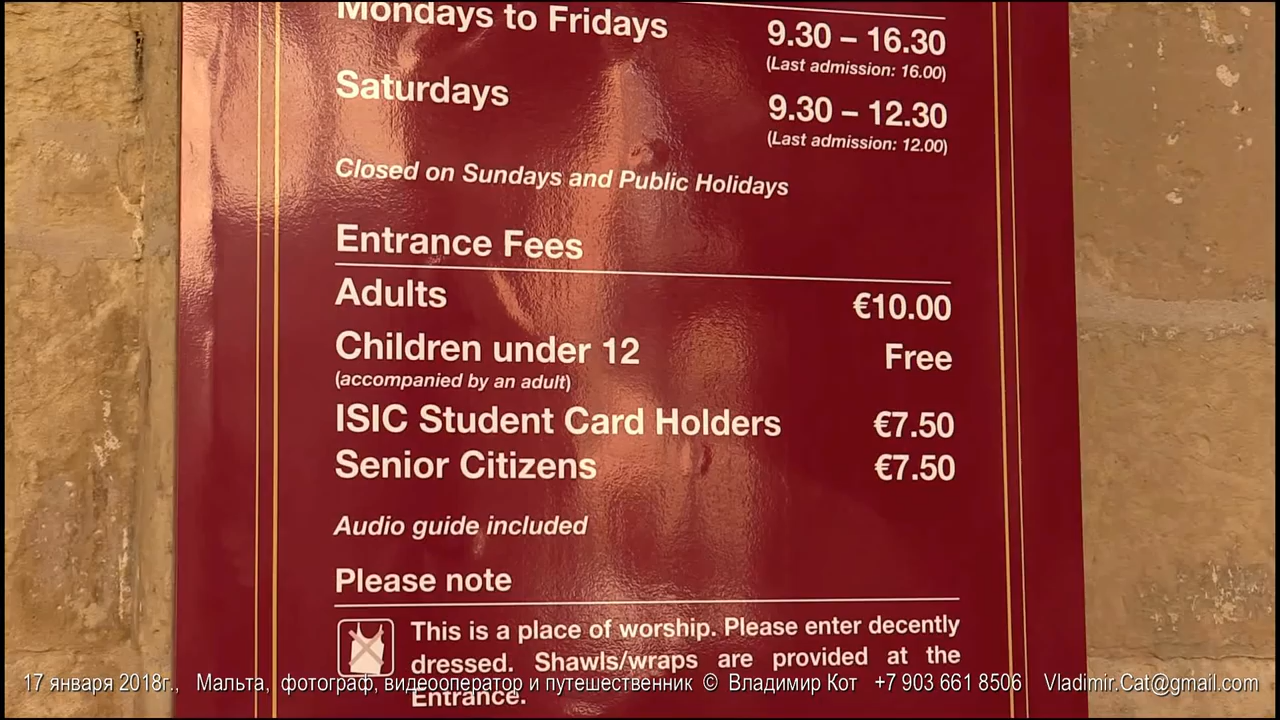 Mondays to Fridays 9.30 – 16.30
(Last admission: 16.00)
Saturdays 9.30 – 12.30
(Last admission: 12.00)
Closed on Sundays and Public Holidays
Entrance Fees
Adults €10.00
Children under 12 Free
(accompanied by an adult)
ISIC Student Card Holders €7.50
Senior Citizens €7.50
Audio guide included
Please note
This is a place of worship. Please enter decently
dressed. Shawls/wraps are provided at the
Entrance.
17 января 2018г., Мальта, фотограф, видеооператор и путешественник © Владимир Кот +7 903 661 8506 Vladimir.Cat@gmail.com